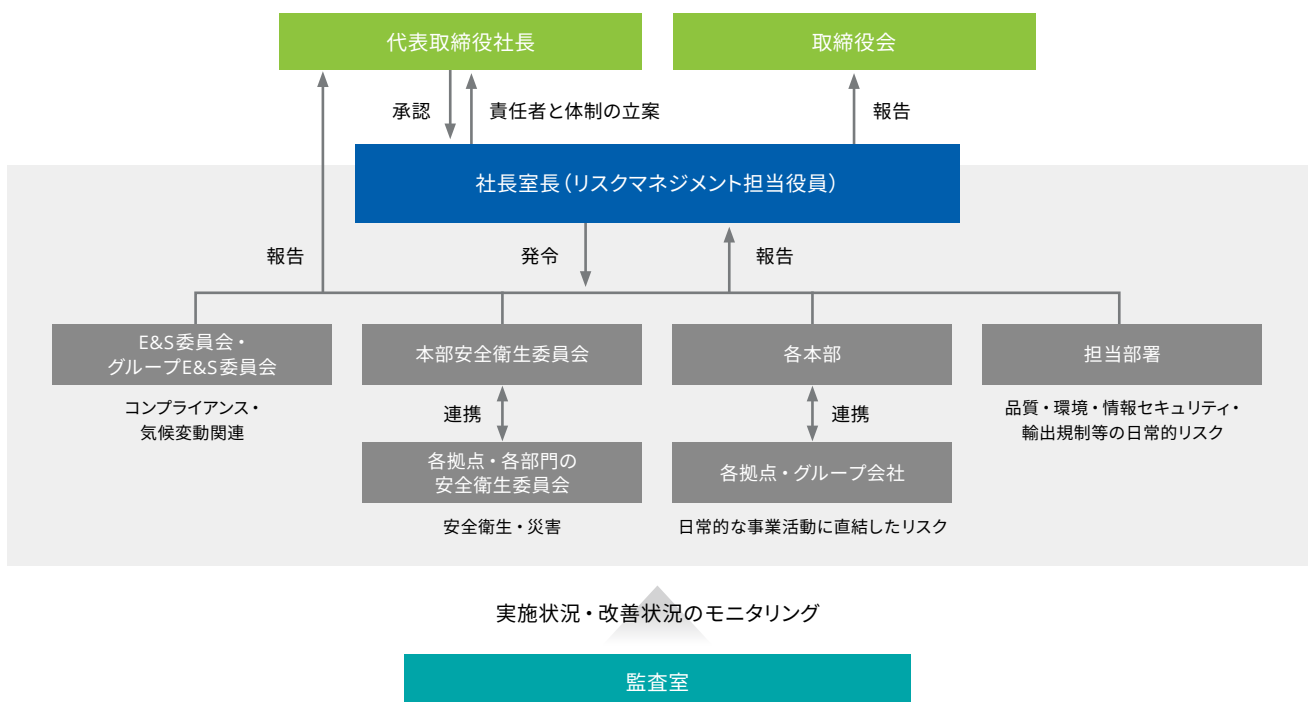 代表取締役社長
取締役会
承認
責任者と体制の立案
報告
社長室長（リスクマネジメント担当役員）
報告
発令
報告
E&S委員会・
グループE&S委員会
本部安全衛生委員会
各本部
担当部署
コンプライアンス・
気候変動関連
連携
連携
品質・環境・情報セキュリティ・
輸出規制等の日常的リスク
各拠点・各部門の
安全衛生委員会
各拠点・グループ会社
安全衛生・災害
日常的な事業活動に直結したリスク
実施状況・改善状況のモニタリング
監査室